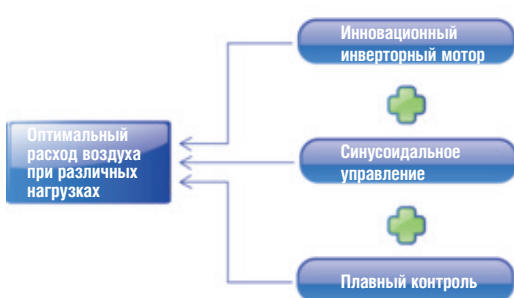 Инновационный
инверторный мотор
Оптимальный
расход воздуха
при различных
нагрузках
Синусоидальное
управление
Плавный контроль